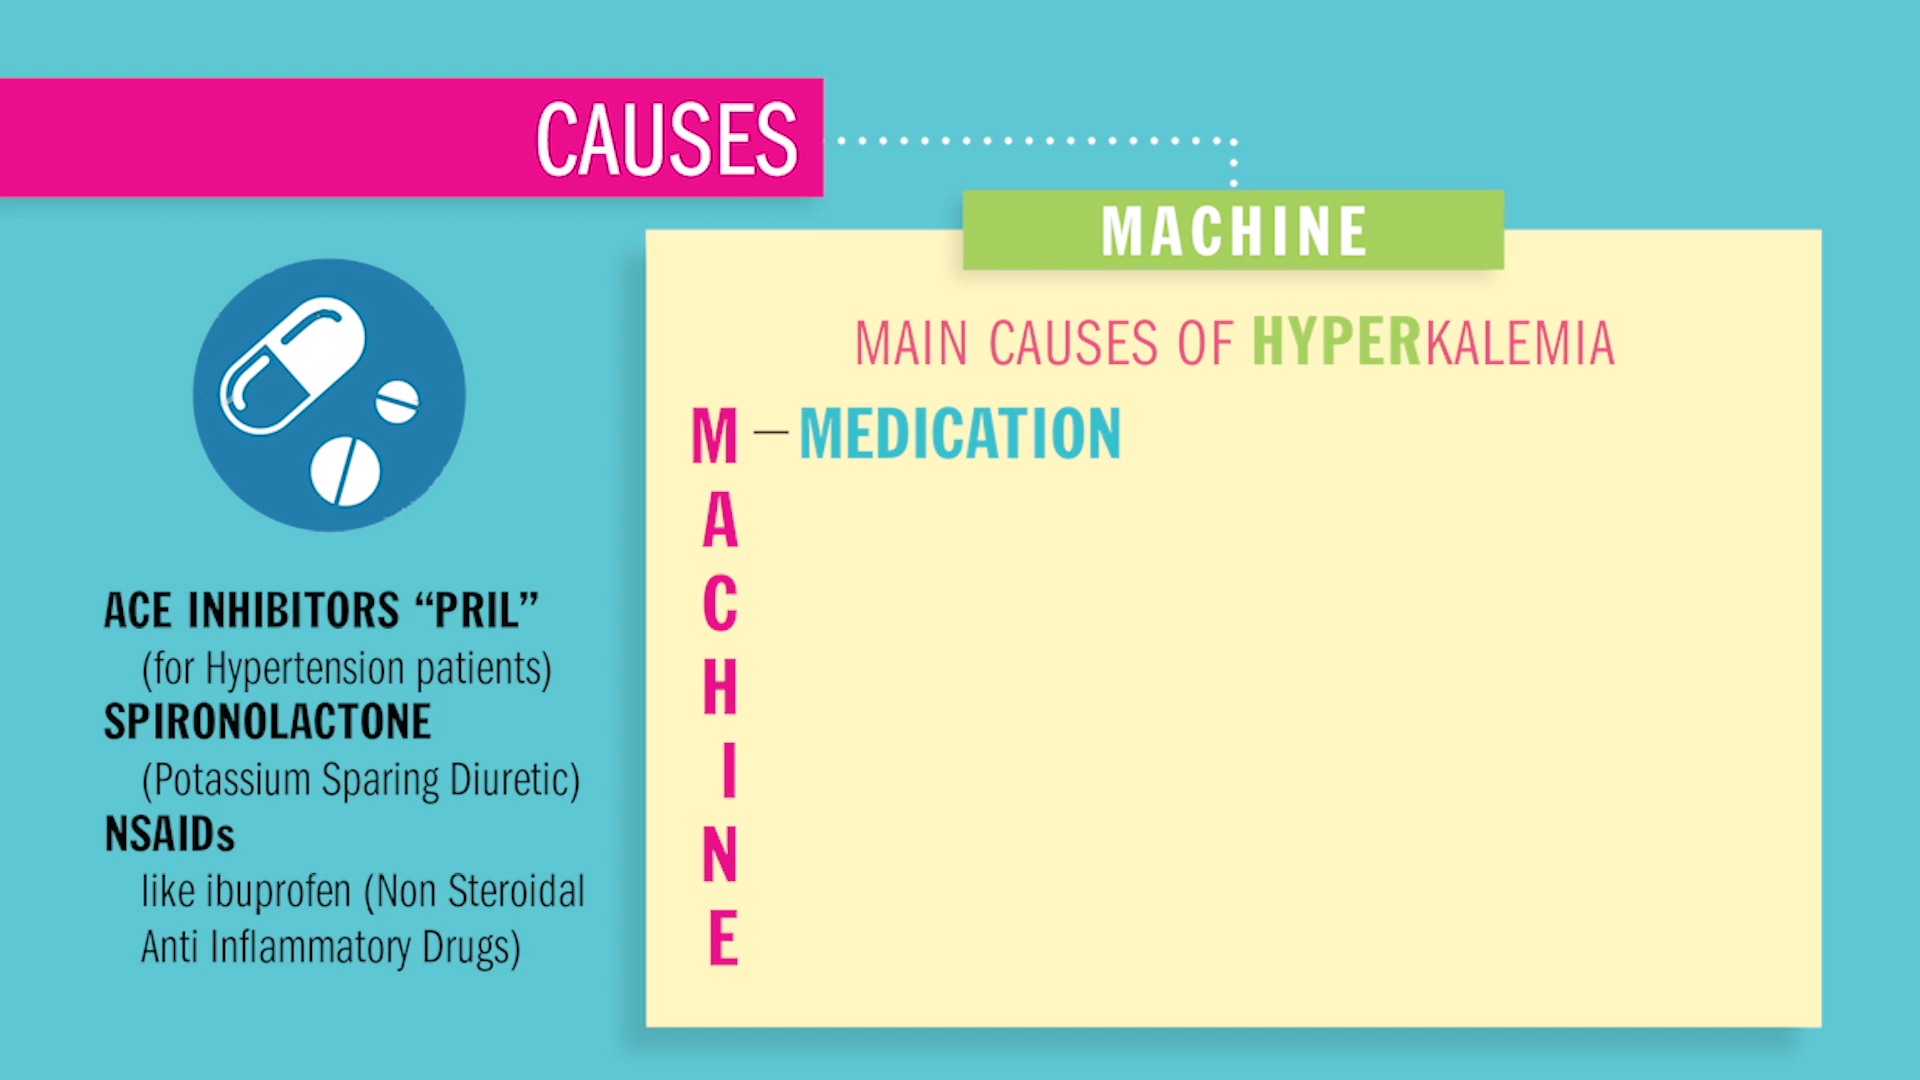 CAUSES
MACHINE
MAIN CAUSES OF HYPERKALEMIA
M – MEDICATION
A
C
H
I
N
E
ACE INHIBITORS “PRIL”
(for Hypertension patients)
SPIRONOLACTONE
(Potassium Sparing Diuretic)
NSAIDs
like ibuprofen (Non Steroidal
Anti Inflammatory Drugs)